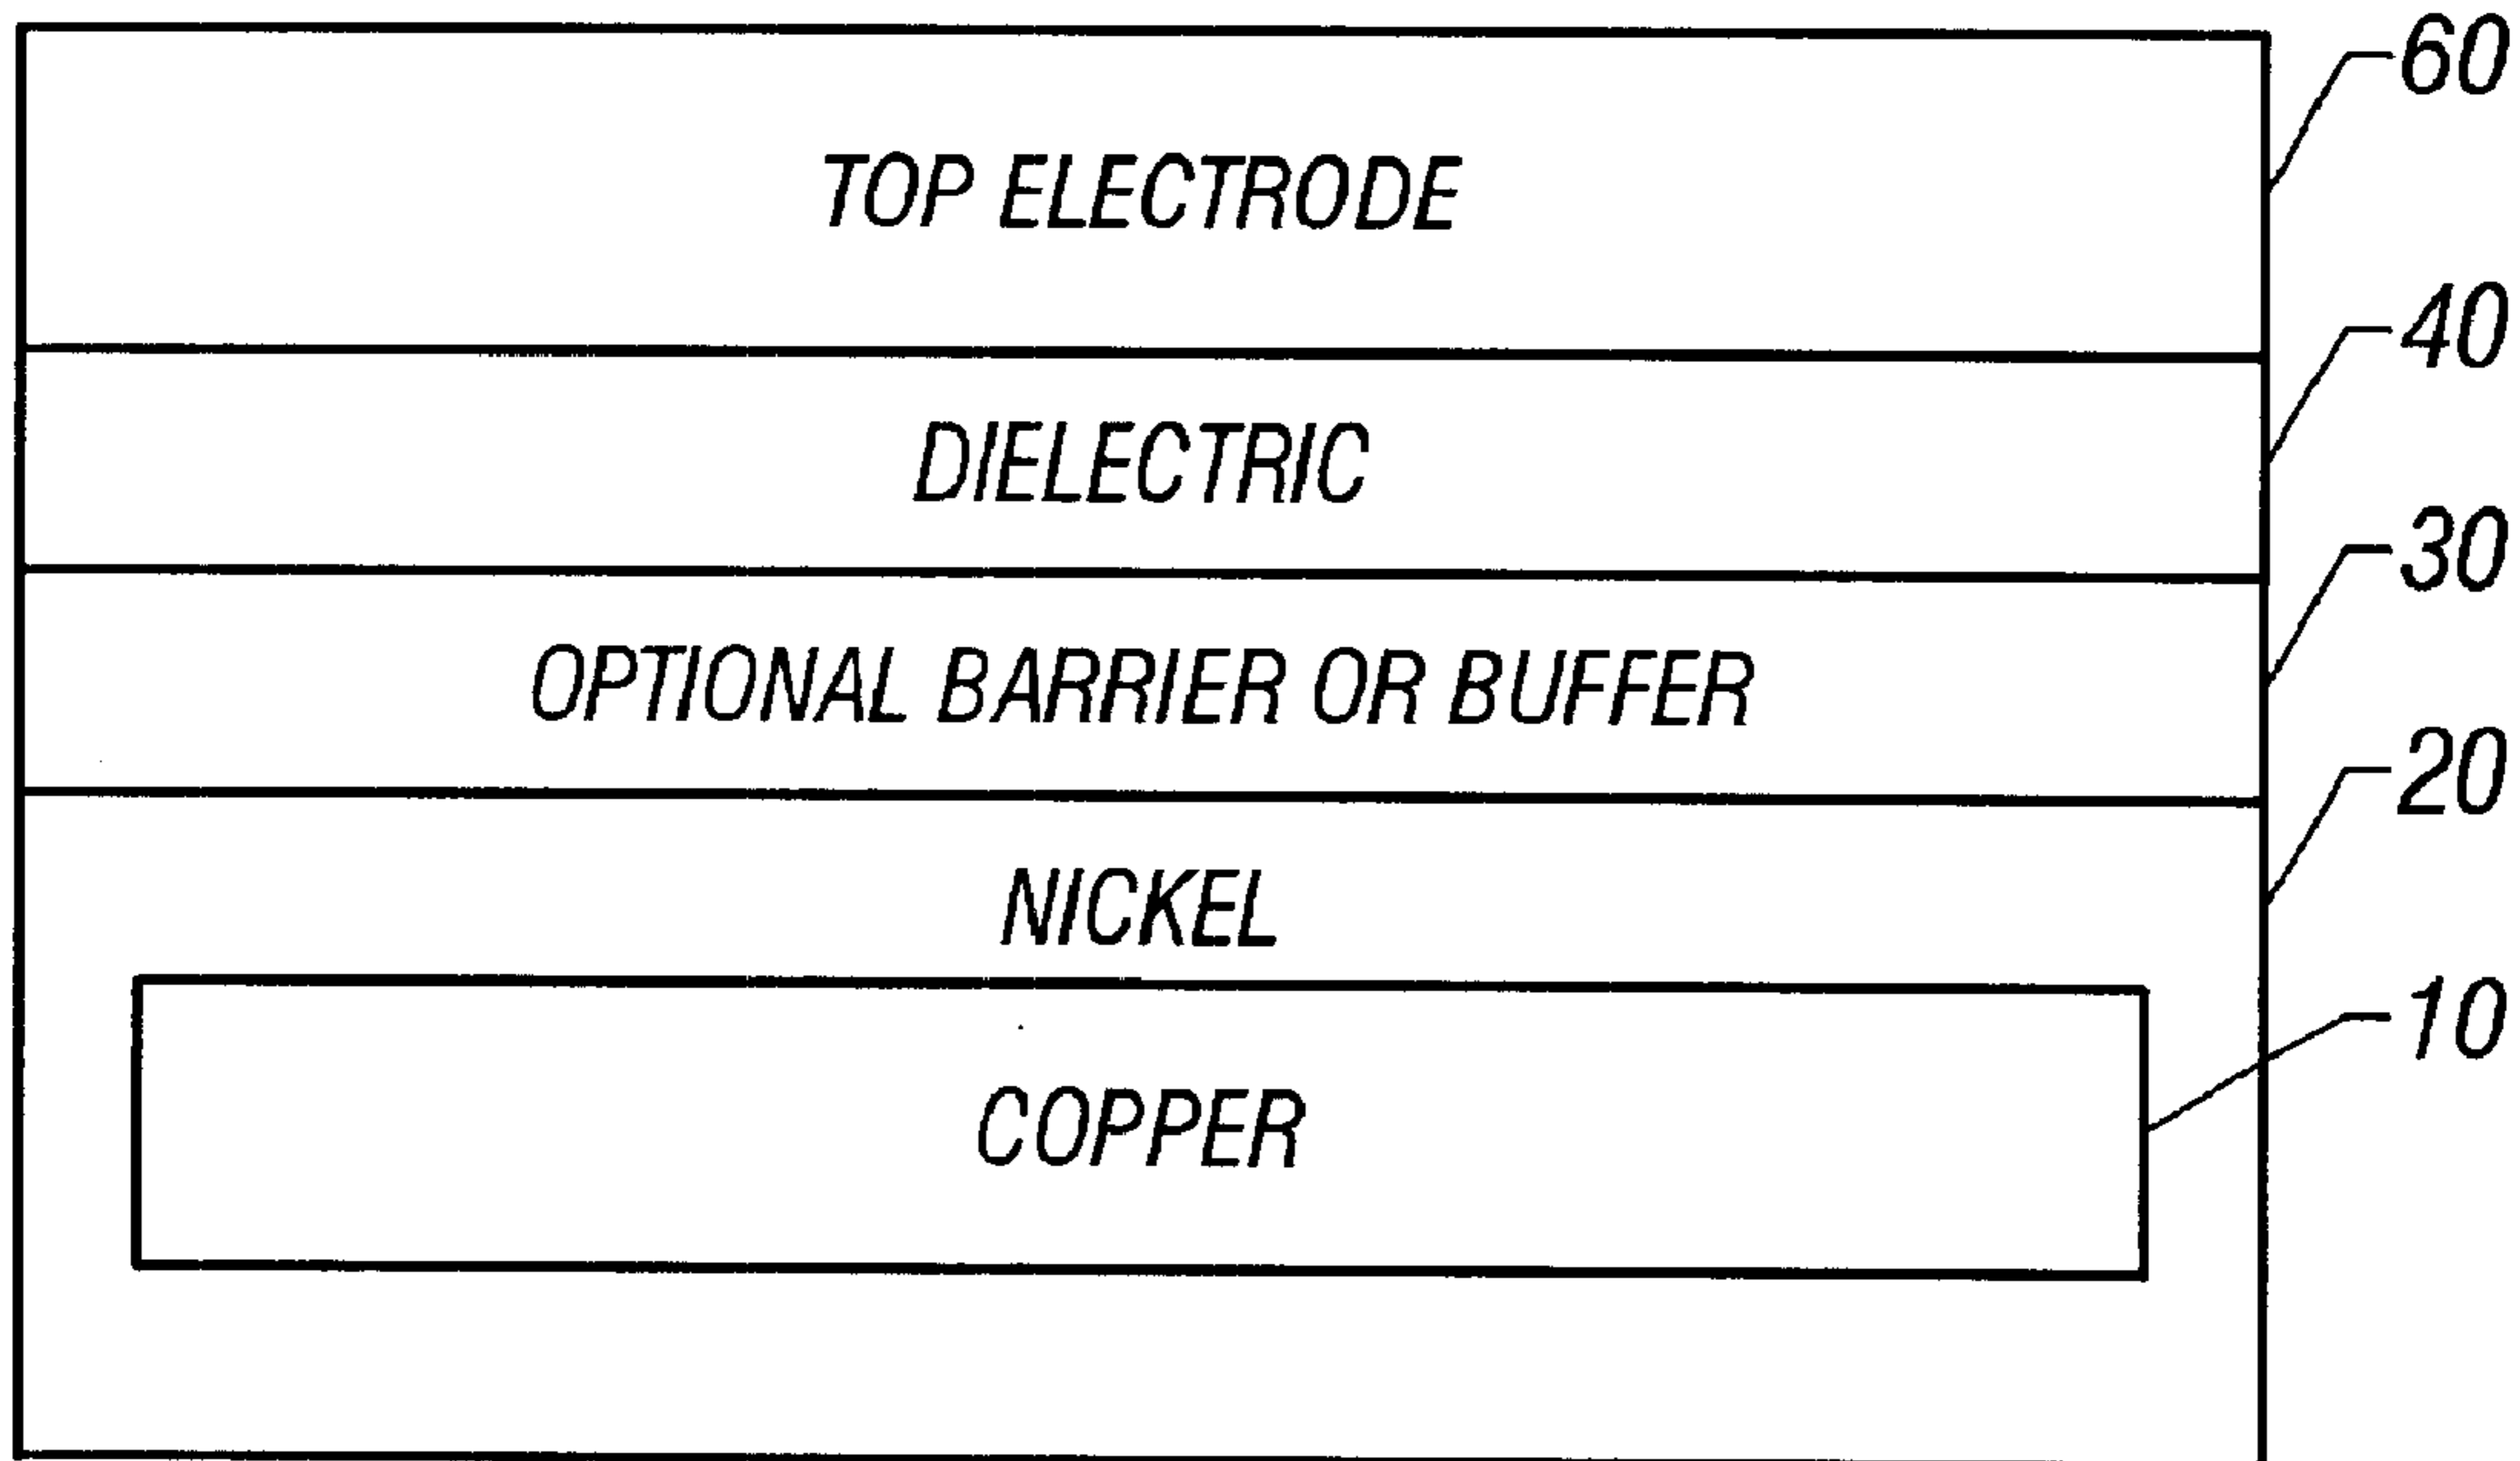 60
TOP ELECTRODE
40
DIELECTRIC
30
OPTIONAL BARRIER OR BUFFER
20
NICKEL
10
COPPER